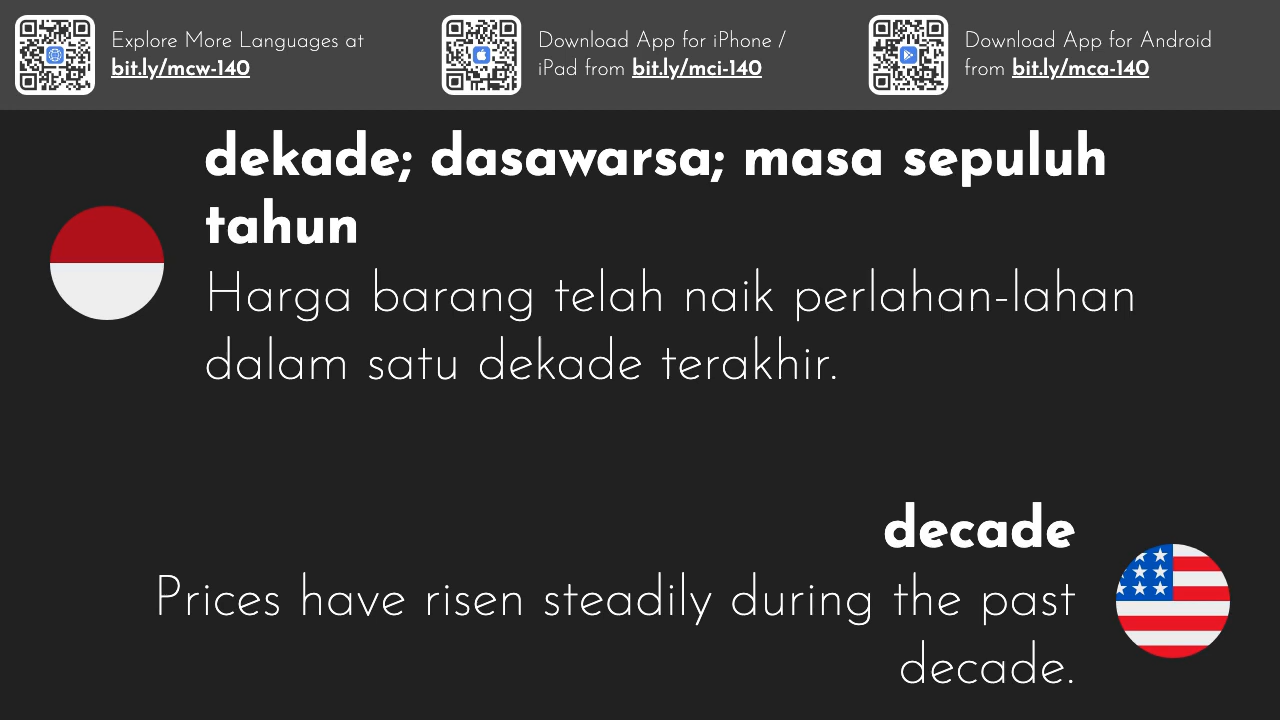 Explore More Languages at
bit.ly/mcw-140
Download App for iPhone /
iPad from bit.ly/mci-140
Download App for Android
from bit.ly/mca-140
dekade; dasawarsa; masa sepuluh
tahun
Harga barang telah naik perlahan-lahan
dalam satu dekade terakhir.
decade
Prices have risen steadily during the past
decade.